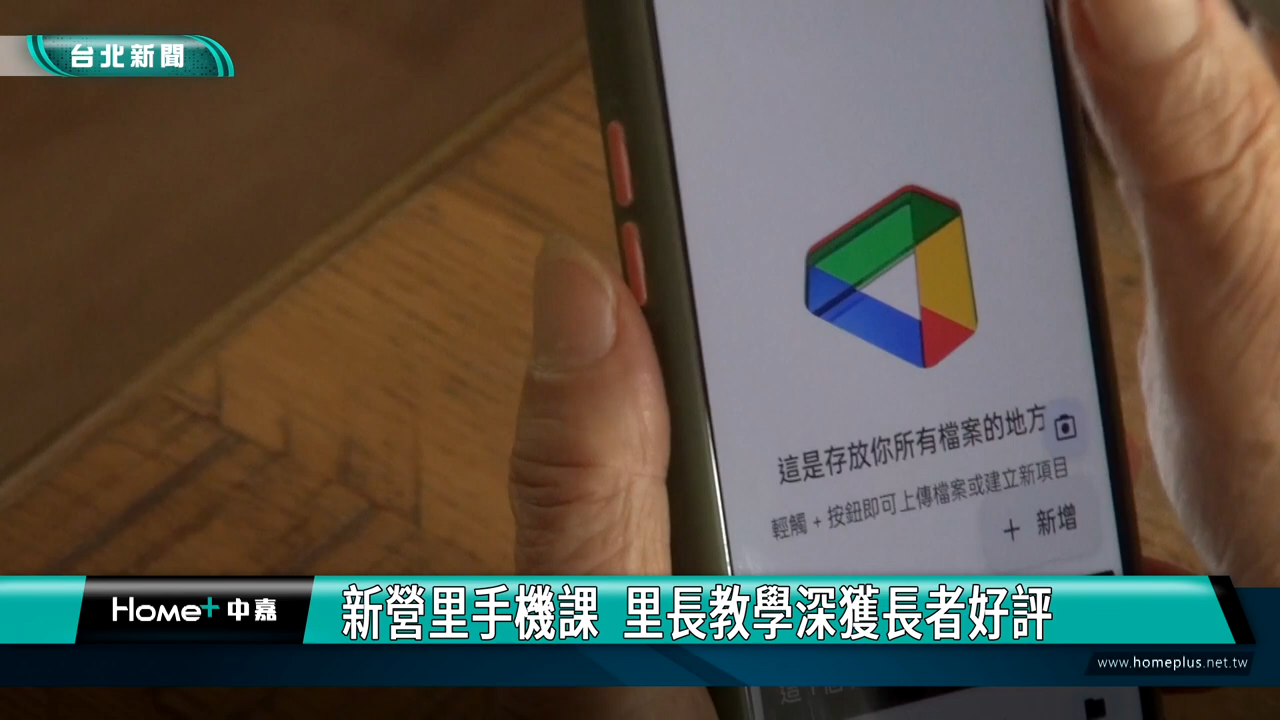 台北新聞
這是存放你所有檔案的地方
輕觸 + 按鈕即可上傳檔案或建立新項目
+ 新增
Home+中嘉
新營里手機課 里長教學深獲長者好評
www.homeplus.net.tw